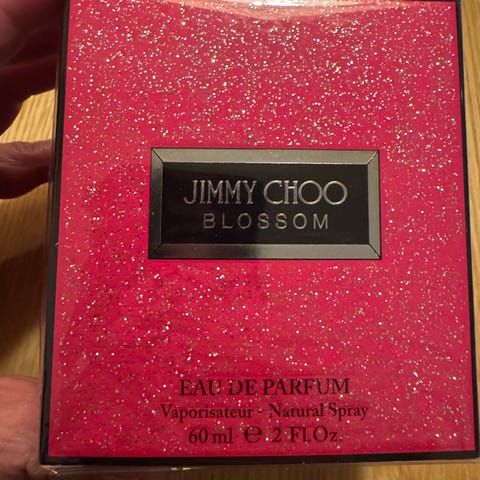 JIMMY CHOO
BLOSSOM
EAU DE PARFUM
Vaporisateur - Natural Spray
60 ml e 2 Fl.Oz.